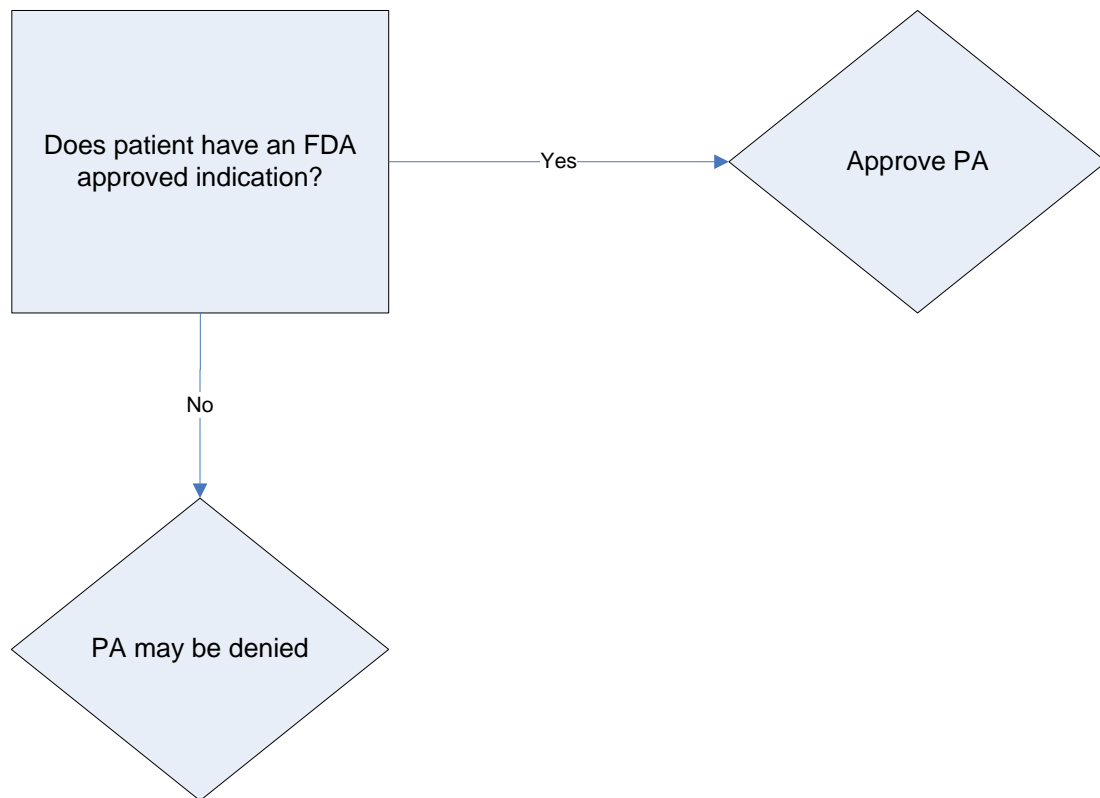 Does patient have an FDA
approved indication?
Yes
Approve PA
No
PA may be denied